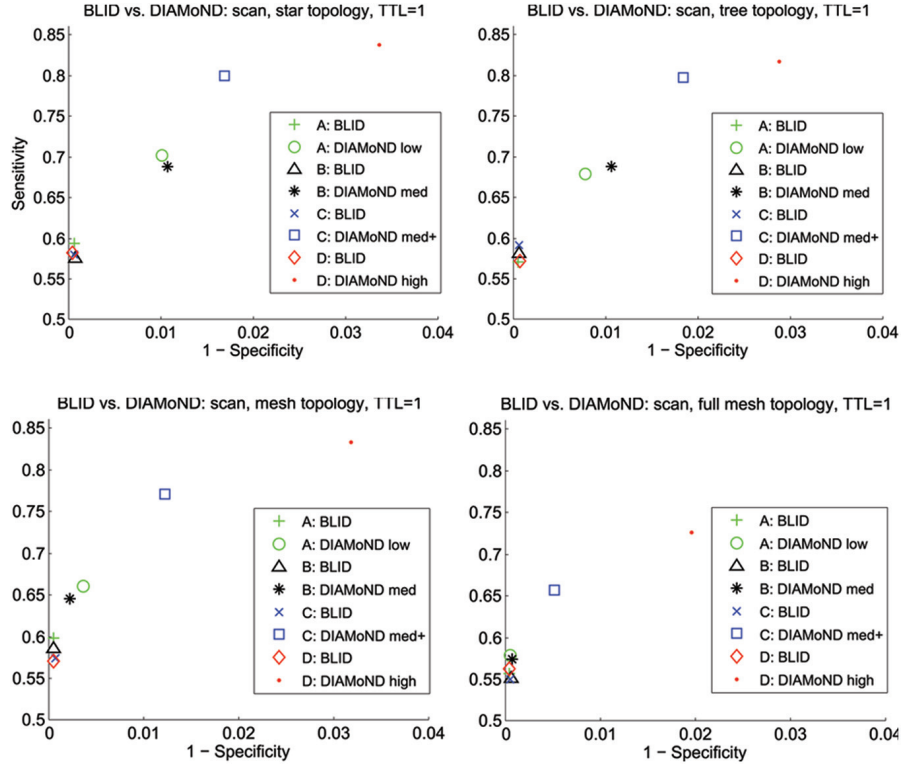 BLID vs. DIAMoND: scan, star topology, TTL=1
0.85
0.8
0.75
0.7
0.65
0.6
0.55
0.5
Sensitivity
A: BLID
A: DIAMoND low
B: BLID
B: DIAMoND med
C: BLID
C: DIAMoND med+
D: BLID
D: DIAMoND high
0 0.01 0.02 0.03 0.04
1 − Specificity
BLID vs. DIAMoND: scan, tree topology, TTL=1
0.85
0.8
0.75
0.7
0.65
0.6
0.55
0.5
A: BLID
A: DIAMoND low
B: BLID
B: DIAMoND med
C: BLID
C: DIAMoND med+
D: BLID
D: DIAMoND high
0 0.01 0.02 0.03 0.04
1 − Specificity
BLID vs. DIAMoND: scan, mesh topology, TTL=1
0.85
0.8
0.75
0.7
0.65
0.6
0.55
0.5
A: BLID
A: DIAMoND low
B: BLID
B: DIAMoND med
C: BLID
C: DIAMoND med+
D: BLID
D: DIAMoND high
0 0.01 0.02 0.03 0.04
1 − Specificity
BLID vs. DIAMoND: scan, full mesh topology, TTL=1
0.85
0.8
0.75
0.7
0.65
0.6
0.55
0.5
A: BLID
A: DIAMoND low
B: BLID
B: DIAMoND med
C: BLID
C: DIAMoND med+
D: BLID
D: DIAMoND high
0 0.01 0.02 0.03 0.04
1 − Specificity